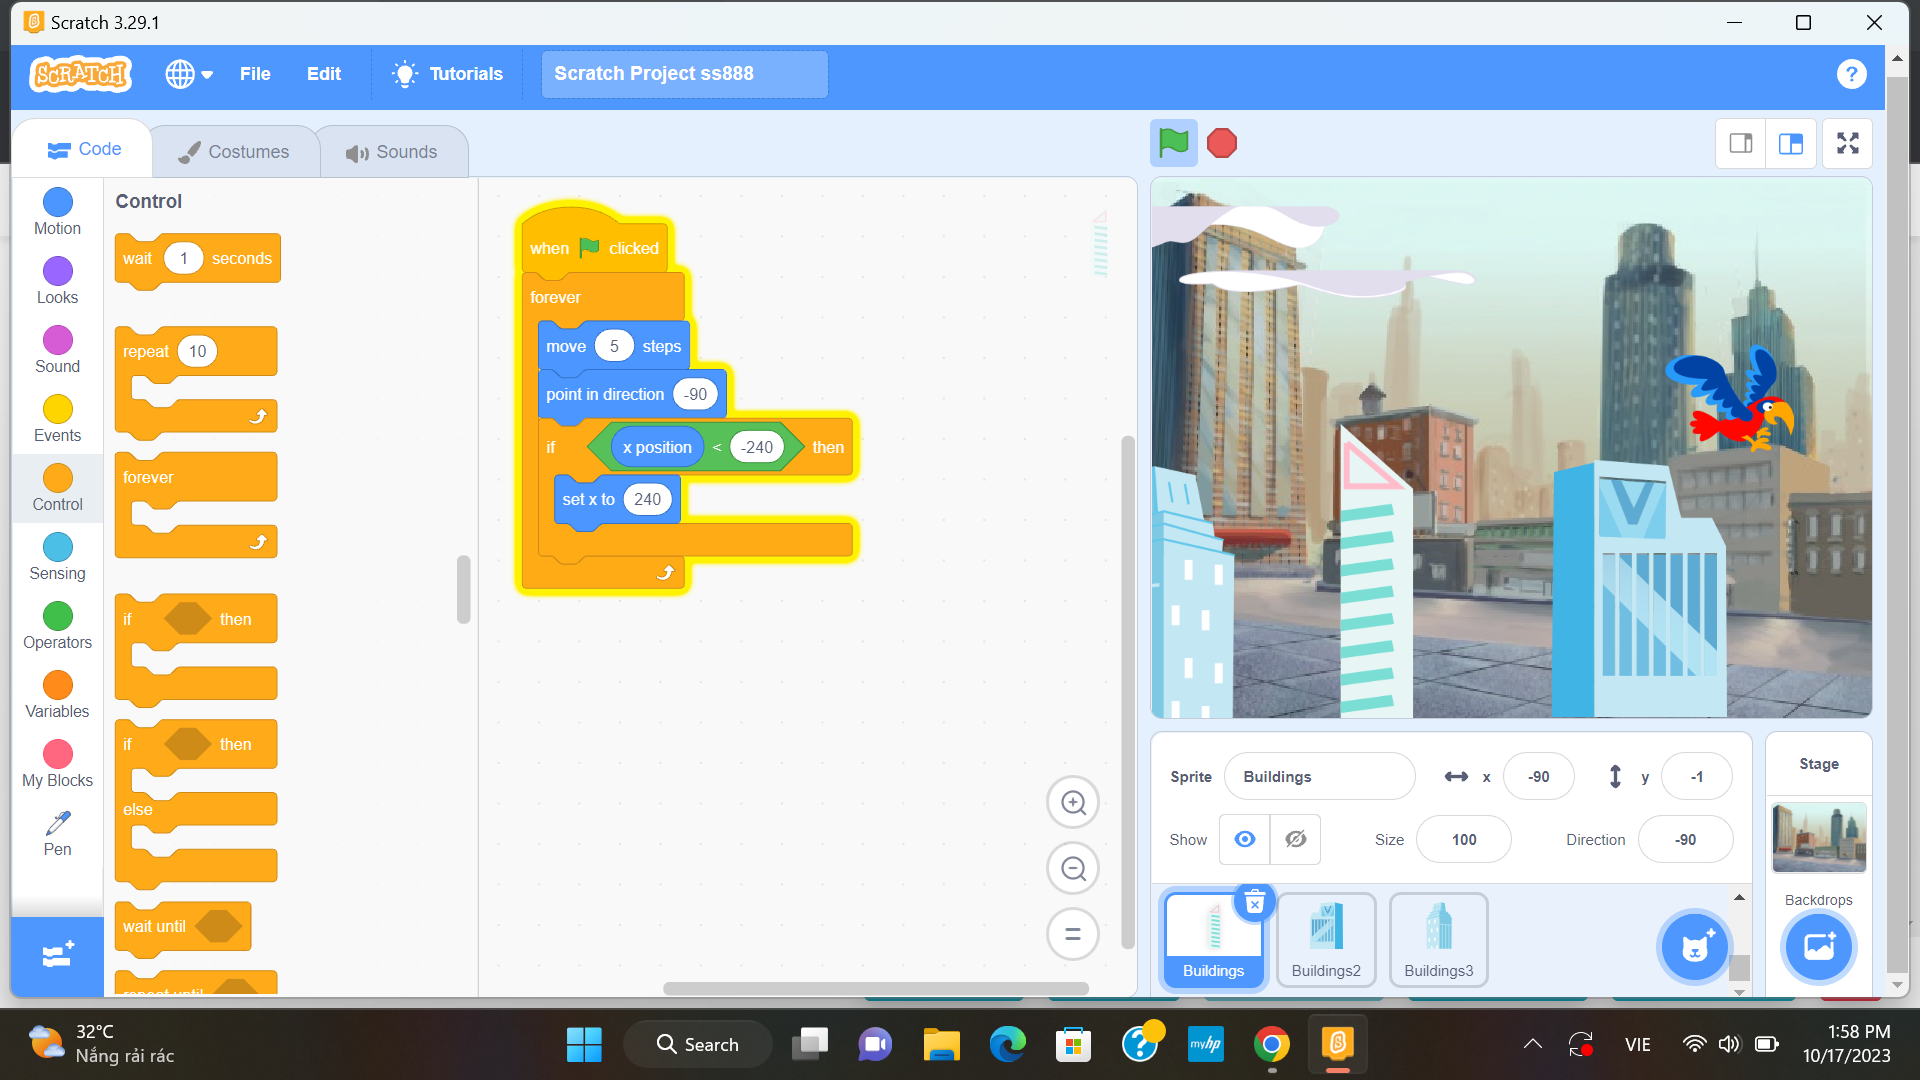 Scratch 3.29.1
SCRATCH
File
Edit
Tutorials
Scratch Project ss888
?
Code
Costumes
Sounds
Motion
Looks
Sound
Events
Control
Sensing
Operators
Variables
My Blocks
Pen
Control
wait 1 seconds
repeat 10
forever
if then
if then
else
wait until
repeat until
when clicked
forever
move 5 steps
point in direction -90
if x position < -240 then
set x to 240
V
Sprite Buildings x -90 y -1
Show Size 100 Direction -90
Buildings
Buildings2
Buildings3
Stage
Backdrops
32°C
Nắng rải rác
Search
myhp
VIE
1:58 PM
10/17/2023